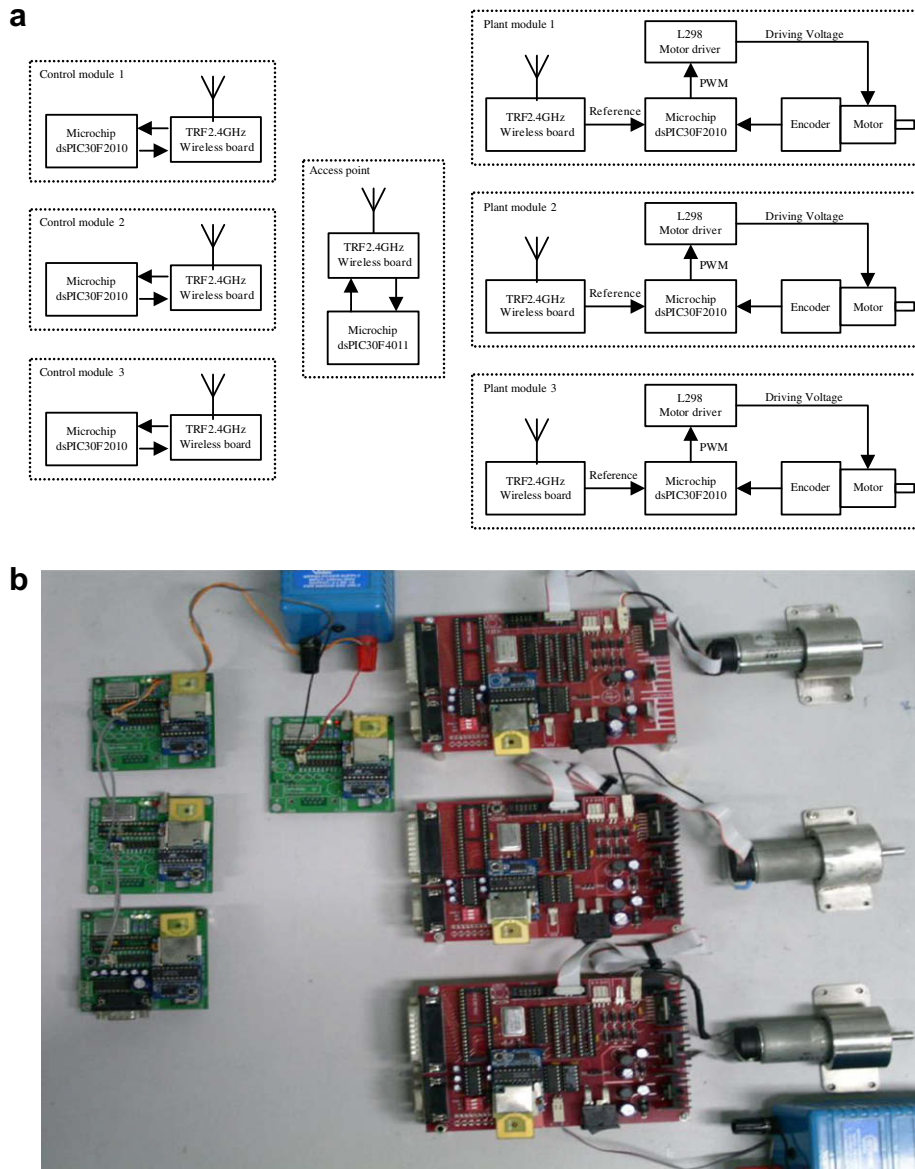 a
Control module 1
Microchip
dsPIC30F2010
TRF2.4GHz
Wireless board
Control module 2
Microchip
dsPIC30F2010
TRF2.4GHz
Wireless board
Control module 3
Microchip
dsPIC30F2010
TRF2.4GHz
Wireless board
Access point
TRF2.4GHz
Wireless board
Microchip
dsPIC30F4011
Plant module 1
L298
Motor driver
Driving Voltage
PWM
TRF2.4GHz
Wireless board
Reference
Microchip
dsPIC30F2010
Encoder
Motor
Plant module 2
L298
Motor driver
Driving Voltage
PWM
TRF2.4GHz
Wireless board
Reference
Microchip
dsPIC30F2010
Encoder
Motor
Plant module 3
L298
Motor driver
Driving Voltage
PWM
TRF2.4GHz
Wireless board
Reference
Microchip
dsPIC30F2010
Encoder
Motor
b